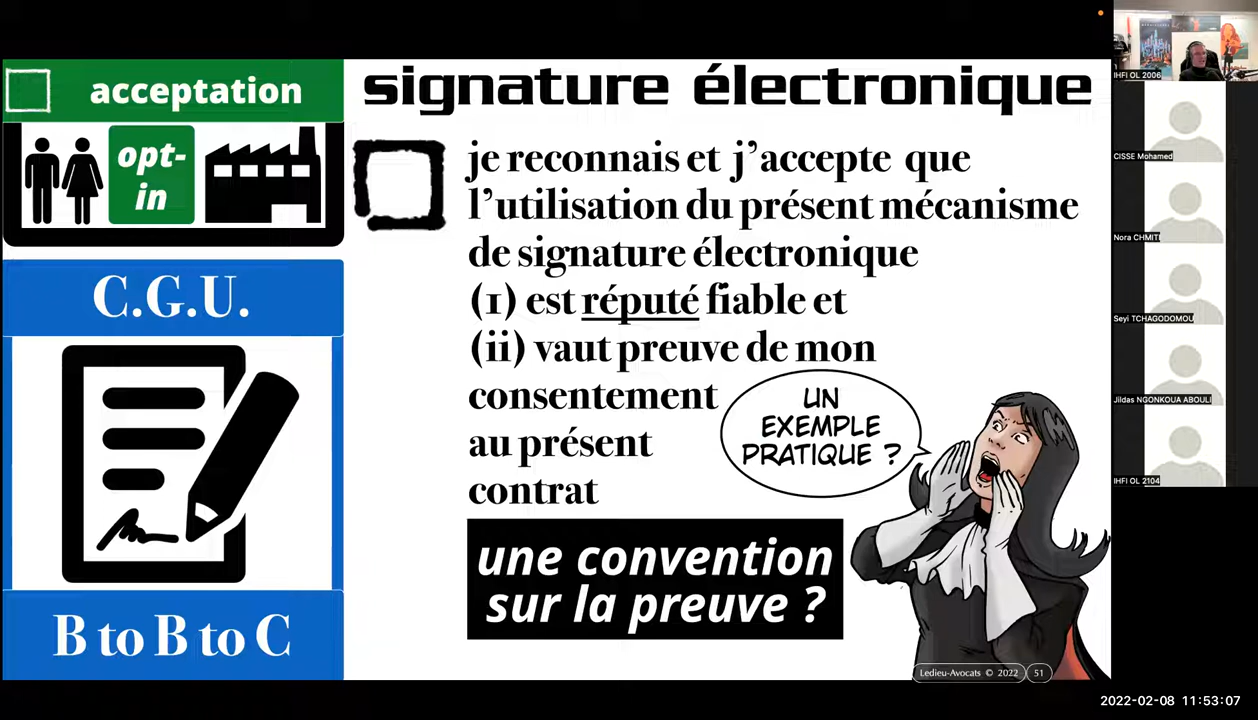 acceptation
opt-
in
C.G.U.
B to B to C
signature électronique
je reconnais et j’accepte que
l’utilisation du présent mécanisme
de signature électronique
(1) est réputé fiable et
(ii) vaut preuve de mon
consentement
au présent
contrat
UN
EXEMPLE
PRATIQUE ?
une convention
sur la preuve ?
Ledieu-Avocats © 2022 51
IHFI OL 2006
CISSE Mohamed
Nora CHMITI
Seyi TCHAGODOMOU
Jildas NGONKOUA ABOULI
IHFI OL 2104
2022-02-08 11:53:07